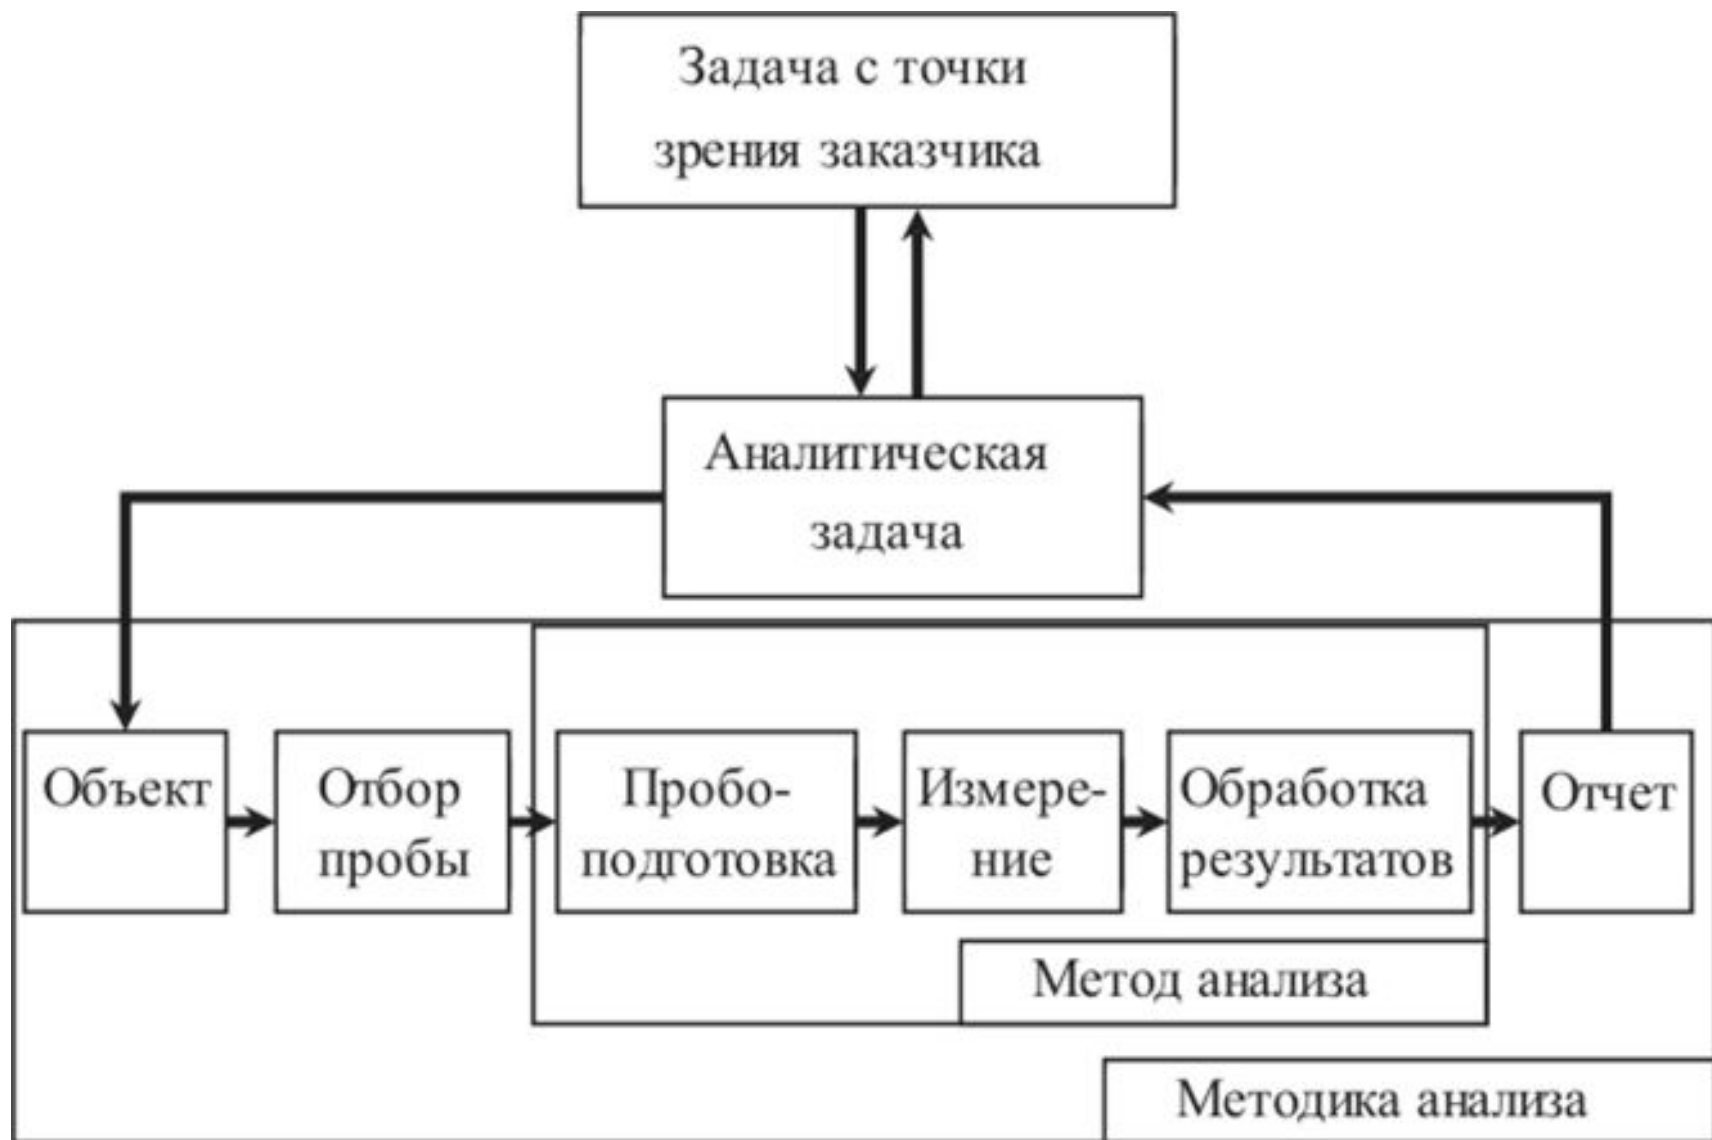 Задача с точки
зрения заказчика
Аналитическая
задача
Объект
Отбор
пробы
Пробо-
подготовка
Измере-
ние
Обработка
результатов
Отчет
Метод анализа
Методика анализа